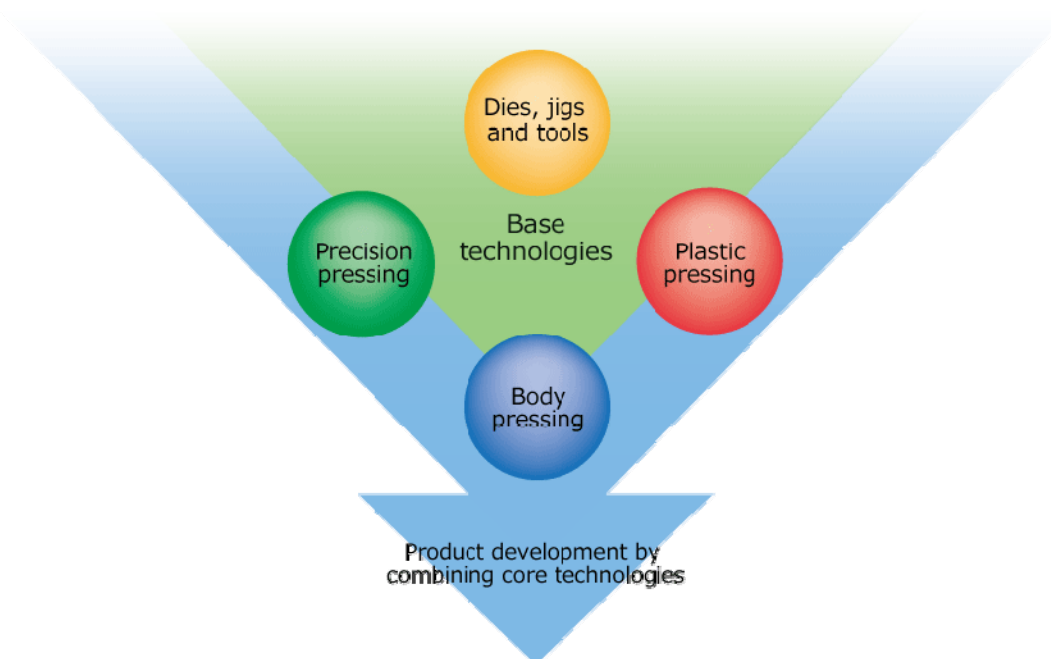 Dies, jigs
and tools
Base
technologies
Precision
pressing
Plastic
pressing
Body
pressing
Product development by
combining core technologies